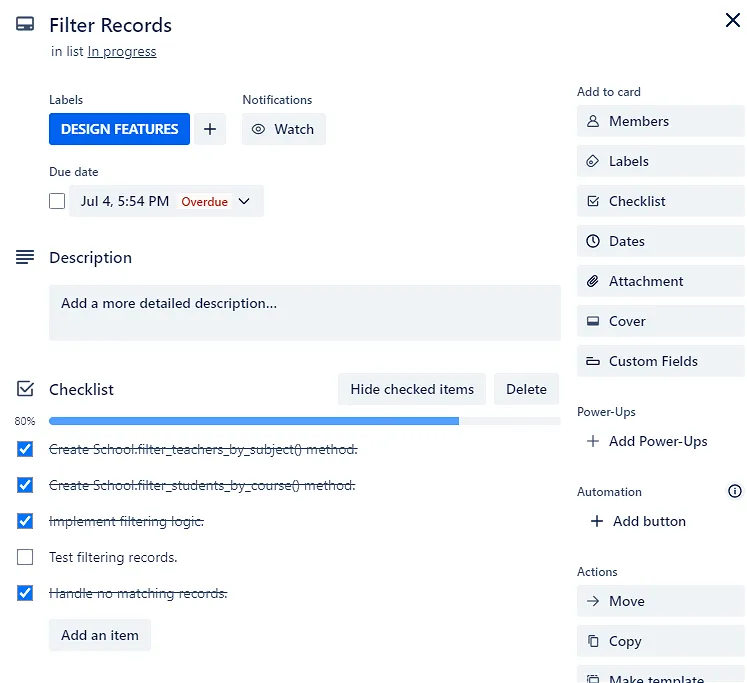 Filter Records
in list In progress
Labels
Notifications
DESIGN FEATURES
+
Watch
Due date
Jul 4, 5:54 PM Overdue
Description
Add a more detailed description...
Checklist
Hide checked items
Delete
80%
Create School.filter_teachers_by_subject() method.
Create School.filter_students_by_course() method.
Implement filtering logic.
Test filtering records.
Handle no matching records.
Add an item
Add to card
Members
Labels
Checklist
Dates
Attachment
Cover
Custom Fields
Power-Ups
+ Add Power-Ups
Automation
+ Add button
Actions
Move
Copy
Make template